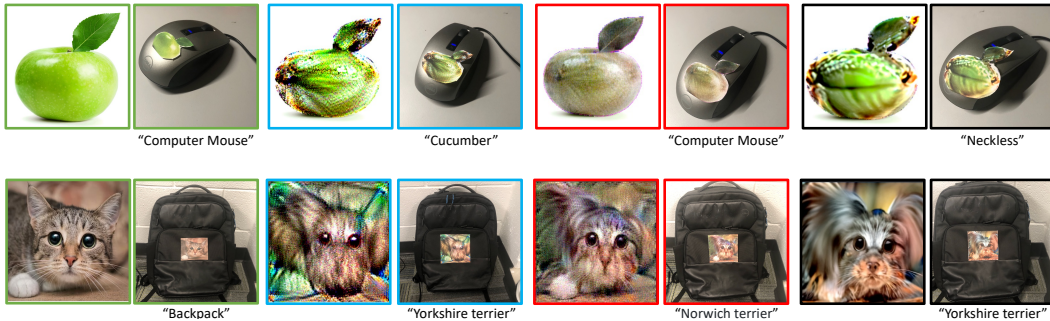 “Computer Mouse”
“Cucumber”
“Computer Mouse”
“Neckless”
“Backpack”
“Yorkshire terrier”
“Norwich terrier”
“Yorkshire terrier”